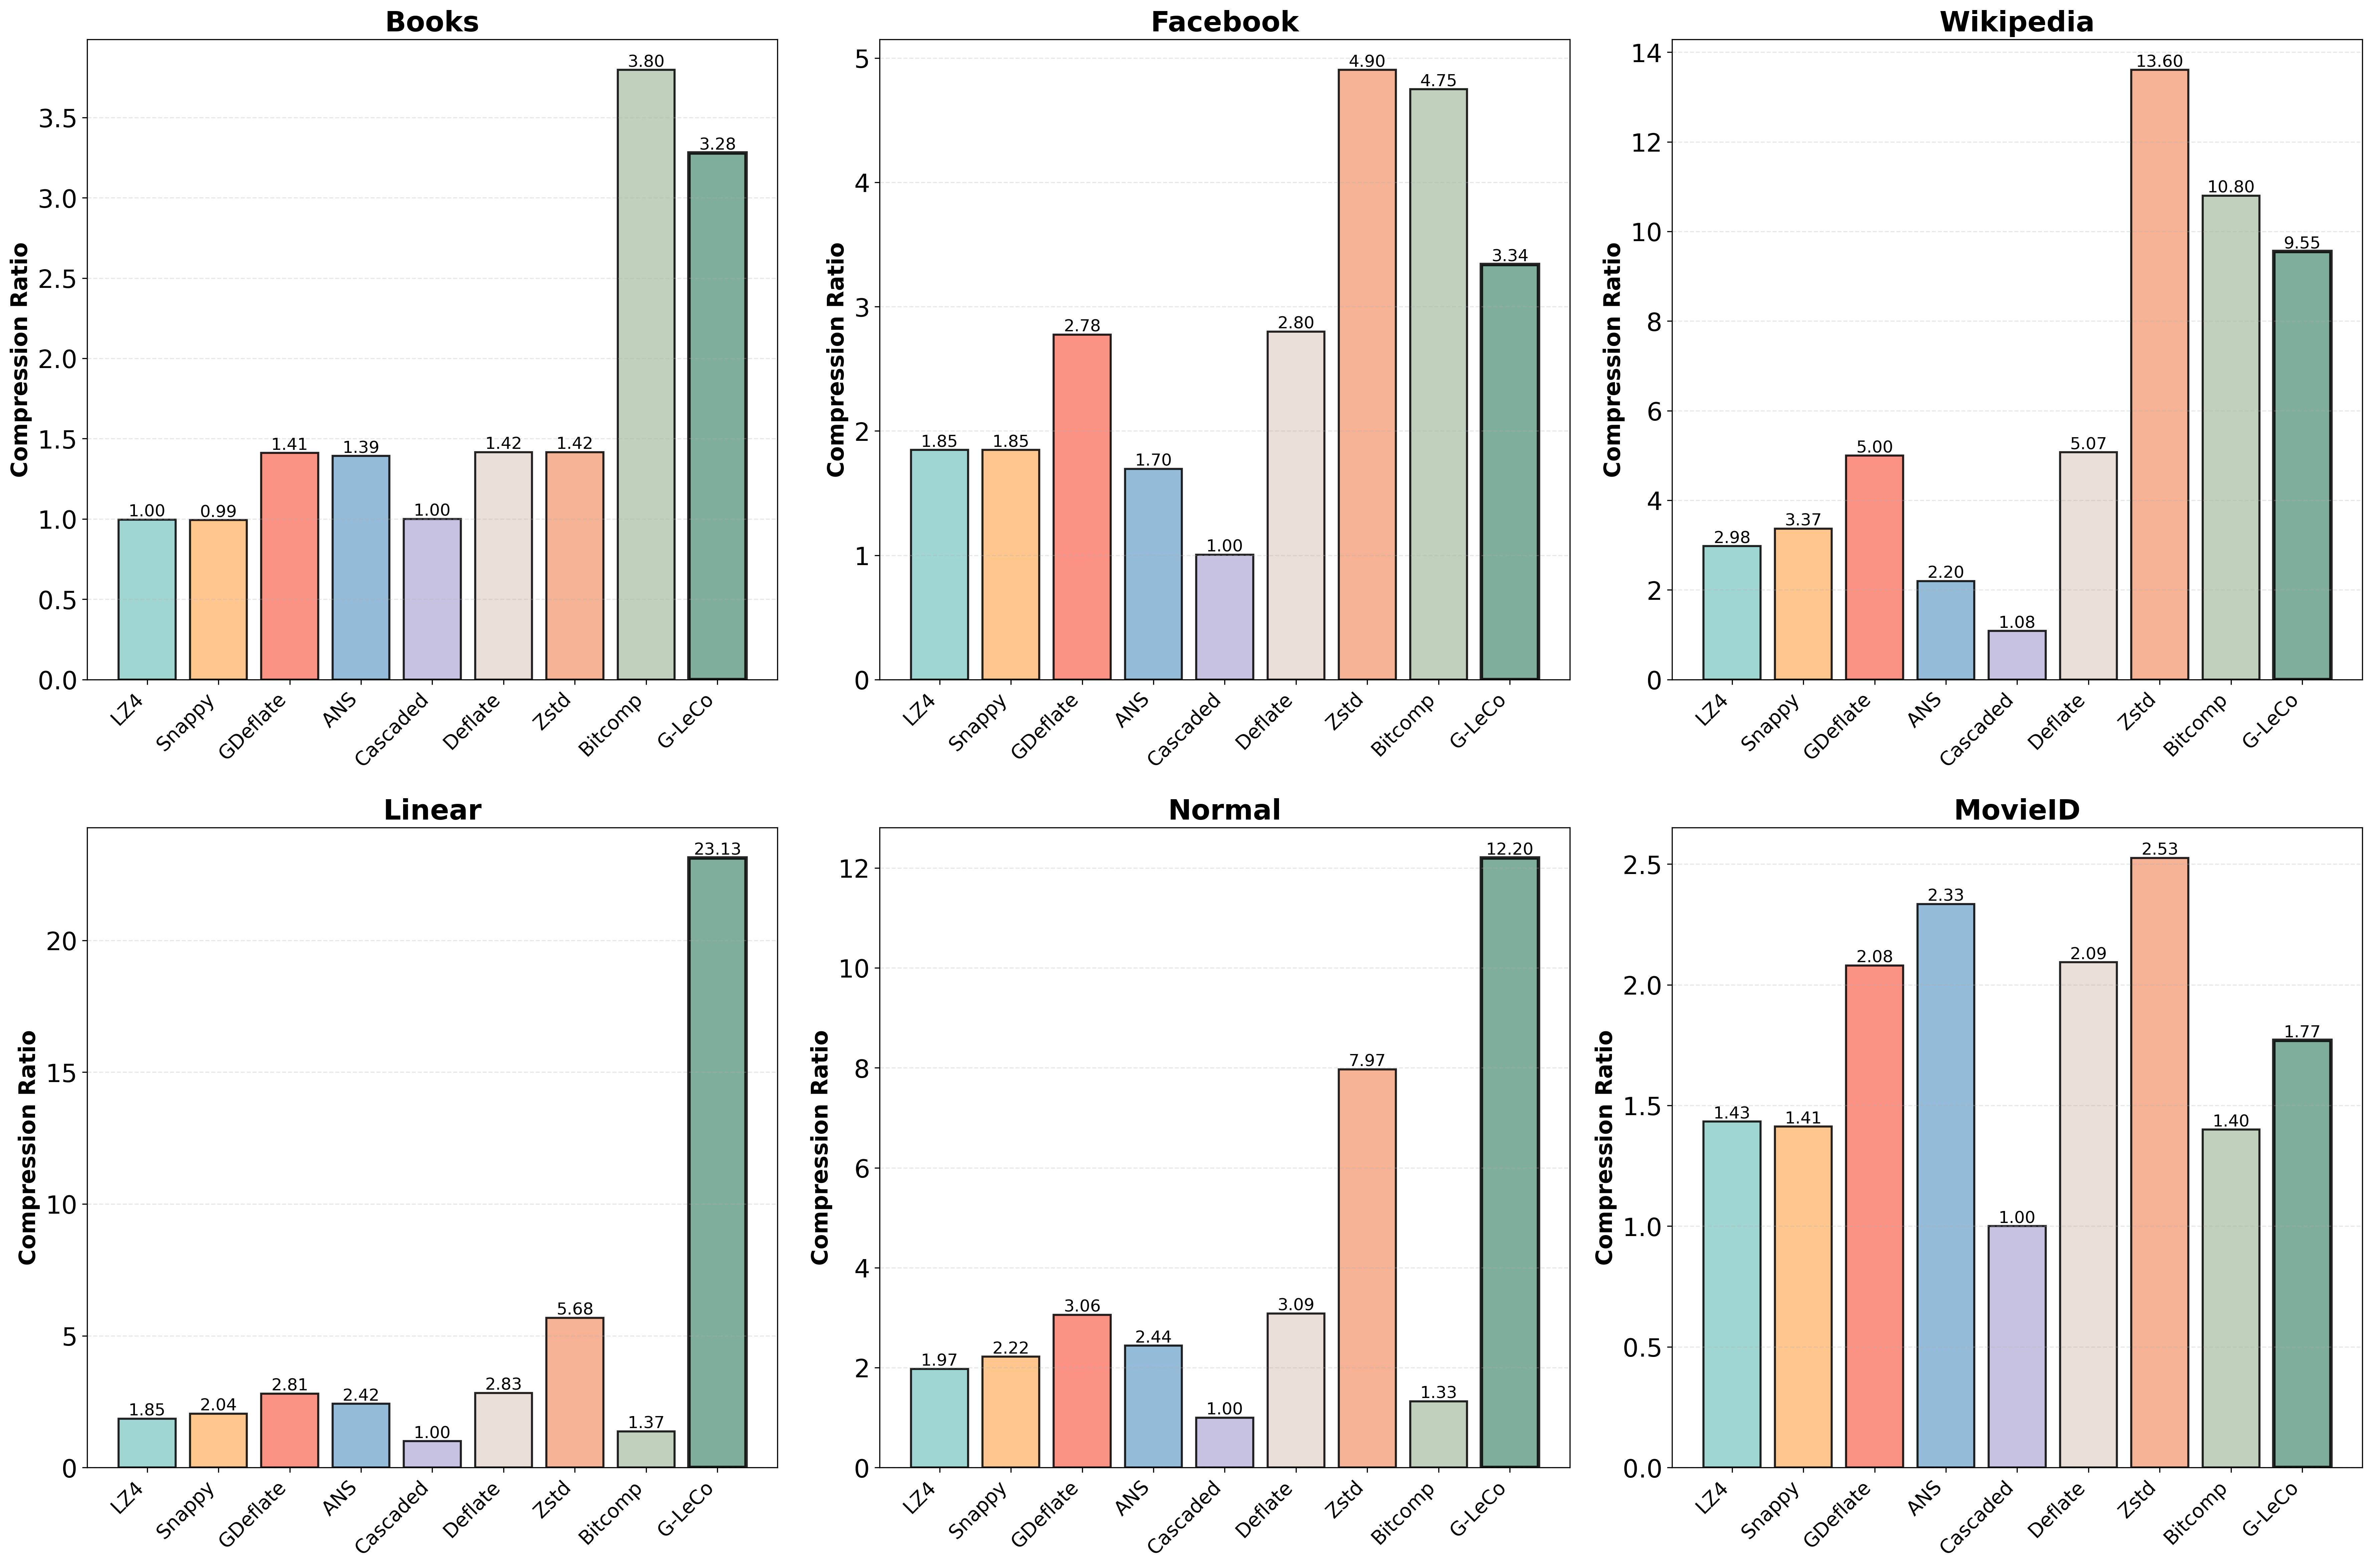 Books
Compression Ratio
3.5
3.0
2.5
2.0
1.5
1.0
0.5
0.0
1.00
0.99
1.41
1.39
1.00
1.42
1.42
3.80
3.28
LZ4
Snappy
GDeflate
ANS
Cascaded
Deflate
Zstd
Bitcomp
G-LeCo
Facebook
Compression Ratio
5
4
3
2
1
0
1.85
1.85
2.78
1.70
1.00
2.80
4.90
4.75
3.34
LZ4
Snappy
GDeflate
ANS
Cascaded
Deflate
Zstd
Bitcomp
G-LeCo
Wikipedia
Compression Ratio
14
12
10
8
6
4
2
0
2.98
3.37
5.00
2.20
1.08
5.07
13.60
10.80
9.55
LZ4
Snappy
GDeflate
ANS
Cascaded
Deflate
Zstd
Bitcomp
G-LeCo
Linear
Compression Ratio
20
15
10
5
0
1.85
2.04
2.81
2.42
1.00
2.83
5.68
1.37
23.13
LZ4
Snappy
GDeflate
ANS
Cascaded
Deflate
Zstd
Bitcomp
G-LeCo
Normal
Compression Ratio
12
10
8
6
4
2
0
1.97
2.22
3.06
2.44
1.00
3.09
7.97
1.33
12.20
LZ4
Snappy
GDeflate
ANS
Cascaded
Deflate
Zstd
Bitcomp
G-LeCo
MovieID
Compression Ratio
2.5
2.0
1.5
1.0
0.5
0.0
1.43
1.41
2.08
2.33
1.00
2.09
2.53
1.40
1.77
LZ4
Snappy
GDeflate
ANS
Cascaded
Deflate
Zstd
Bitcomp
G-LeCo